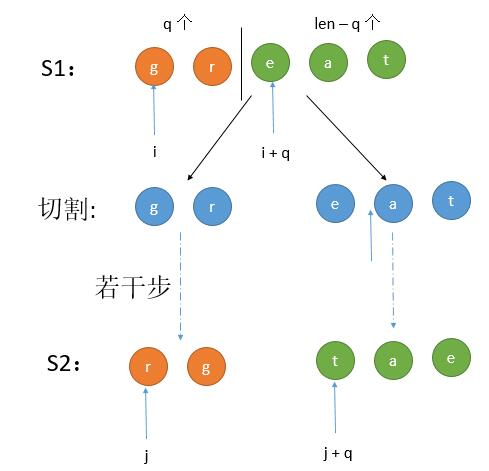 q 个 len – q 个
S1： g r e a t
i i + q
切割: g r e a t
若干步
S2： r g t a e
j j + q